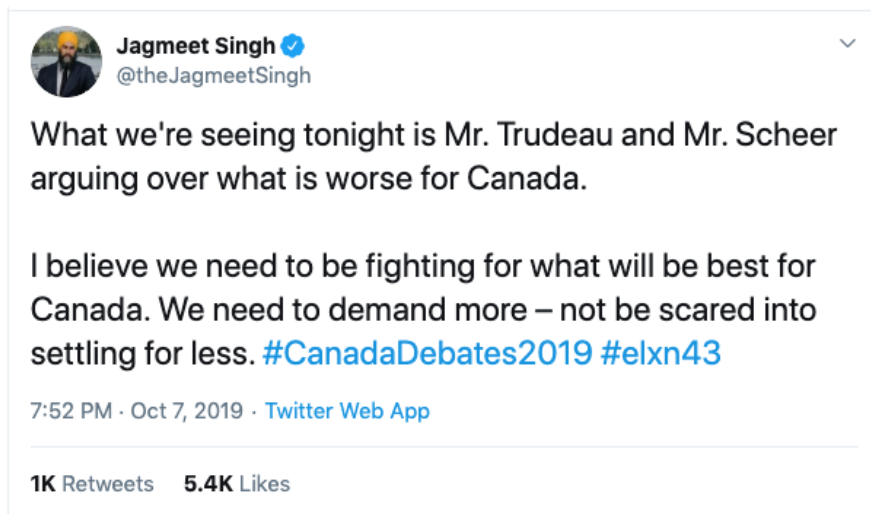 Jagmeet Singh
@theJagmeetSingh
What we're seeing tonight is Mr. Trudeau and Mr. Scheer
arguing over what is worse for Canada.
I believe we need to be fighting for what will be best for
Canada. We need to demand more – not be scared into
settling for less. #CanadaDebates2019 #elxn43
7:52 PM · Oct 7, 2019 · Twitter Web App
1K Retweets 5.4K Likes